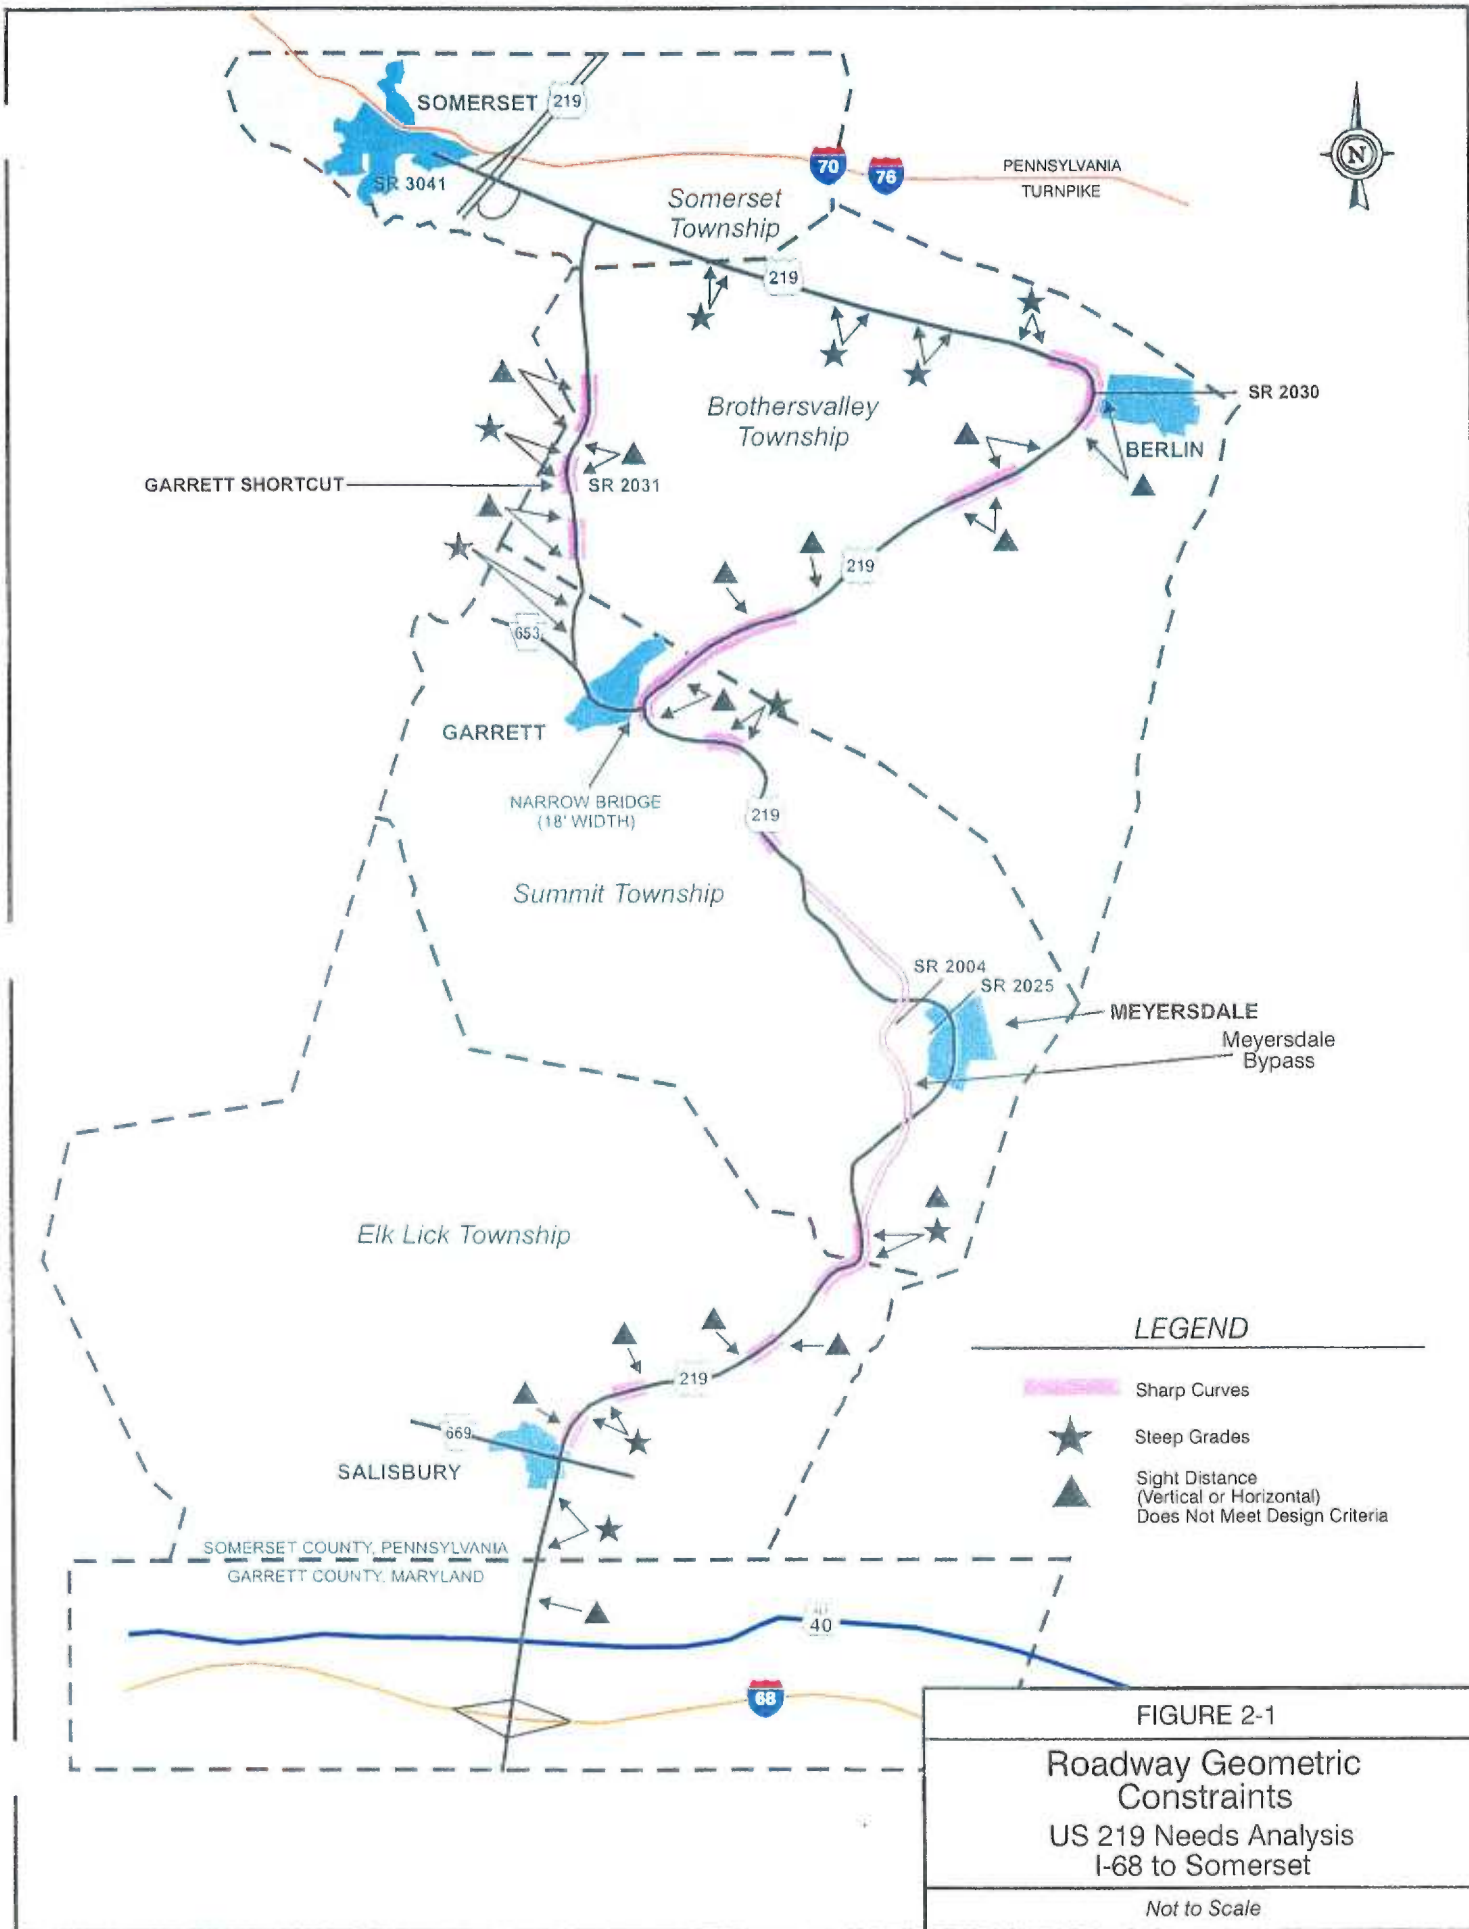 SOMERSET
219
SR 3041
70
76
PENNSYLVANIA
TURNPIKE
N
Somerset
Township
219
SR 2030
Brothersvalley
Township
BERLIN
GARRETT SHORTCUT
SR 2031
219
653
GARRETT
NARROW BRIDGE
(18' WIDTH)
219
Summit Township
SR 2004
SR 2025
MEYERSDALE
Meyersdale
Bypass
Elk Lick Township
219
669
SALISBURY
LEGEND
Sharp Curves
Steep Grades
Sight Distance
(Vertical or Horizontal)
Does Not Meet Design Criteria
SOMERSET COUNTY, PENNSYLVANIA
GARRETT COUNTY, MARYLAND
40
68
FIGURE 2-1
Roadway Geometric
Constraints
US 219 Needs Analysis
I-68 to Somerset
Not to Scale